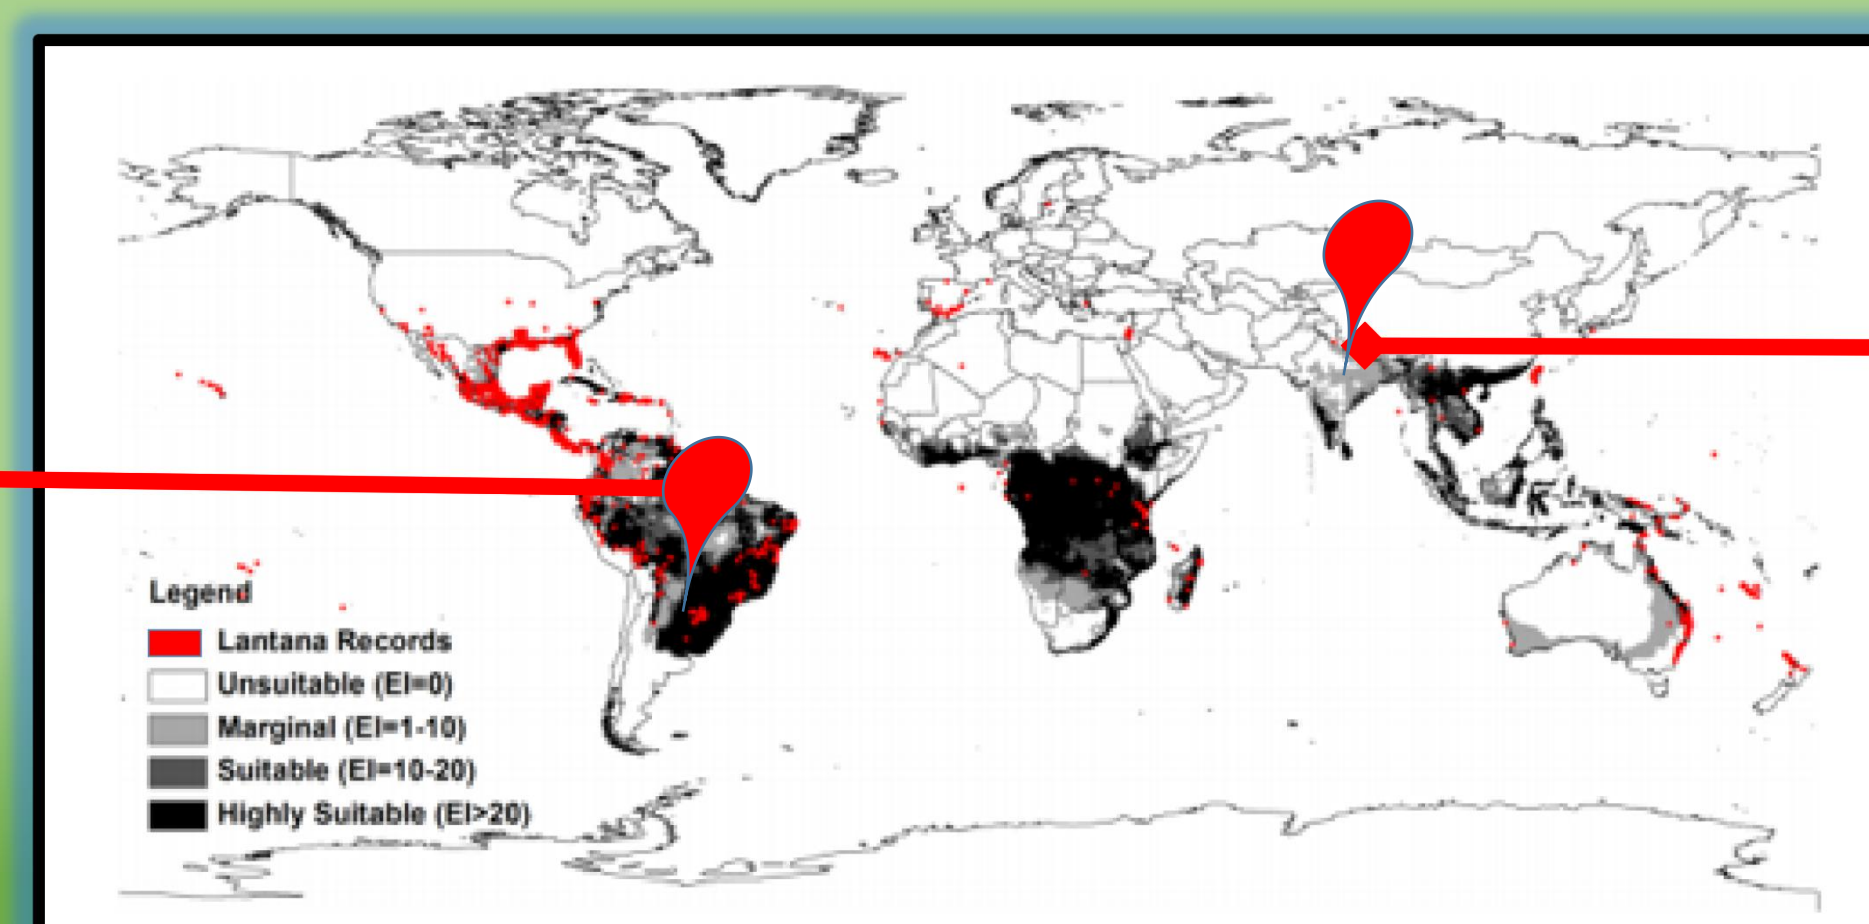 Legend
Lantana Records
Unsuitable (EI=0)
Marginal (EI=1-10)
Suitable (EI=10-20)
Highly Suitable (EI>20)